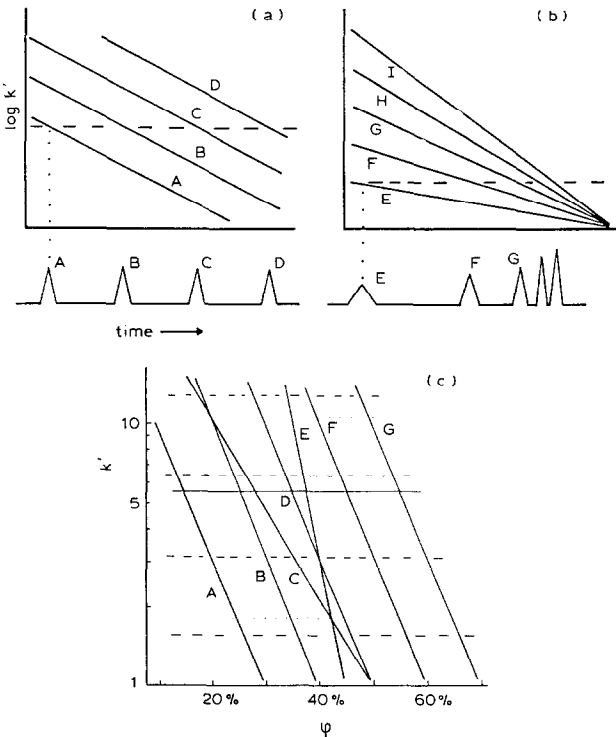 (a)
log k'
D
C
B
A
A B C D
time
(b)
I
H
G
F
E
E F G
(c)
k'
10
5
1
A B C D E F G
20% 40% 60%
φ